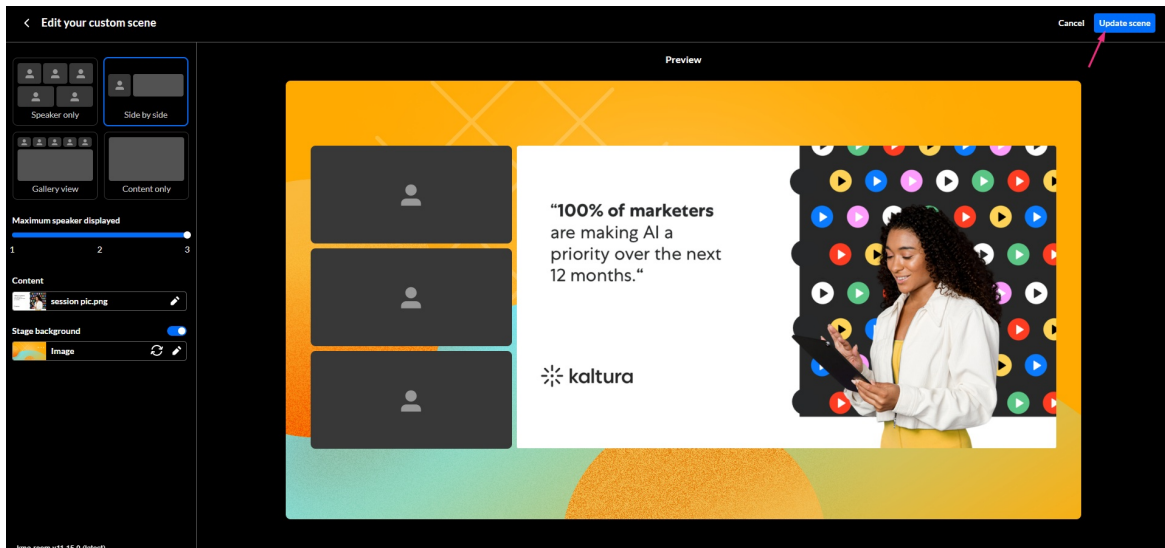 Edit your custom scene
Cancel
Update scene
Preview
Speaker only
Side by side
Gallery view
Content only
Maximum speaker displayed
1 2 3
Content
session pic.png
Stage background
Image
“100% of marketers
are making AI a
priority over the next
12 months.“
kaltura